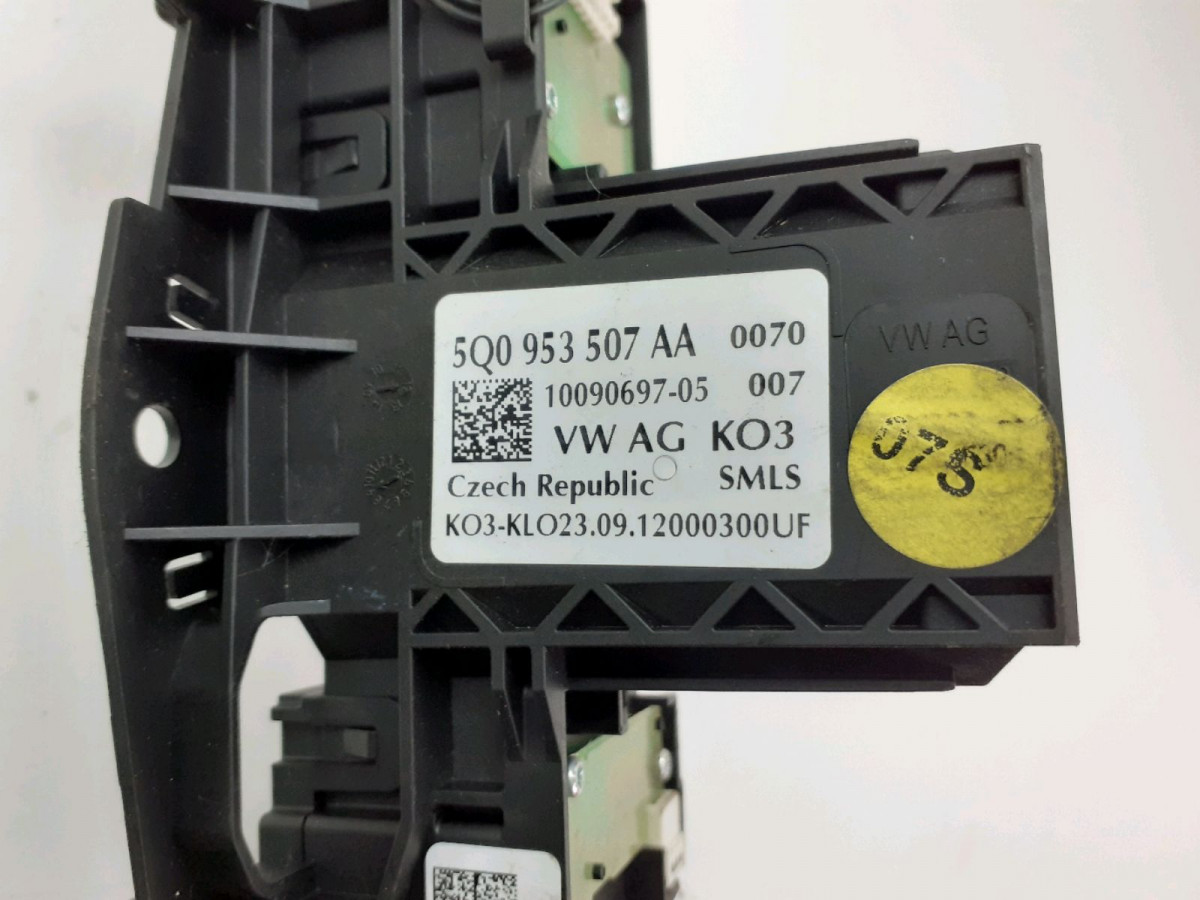 5Q0 953 507 AA 0070
10090697-05 007
VW AG KO3
Czech Republic SMLS
KO3-KLO23.09.12000300UF
VW AG
075